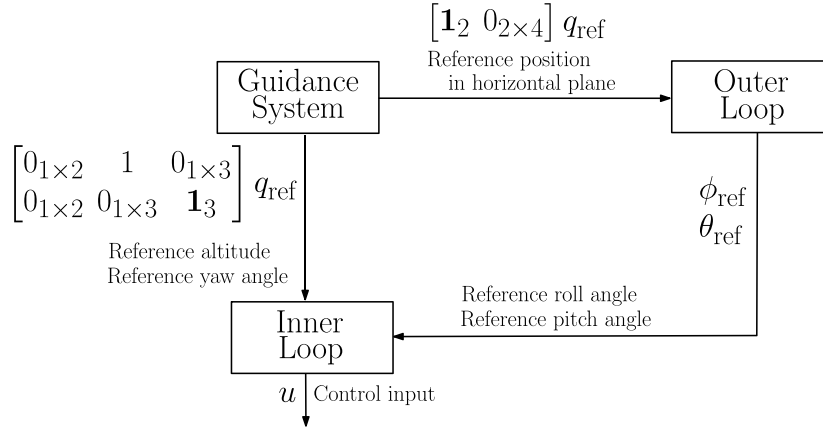 [𝟏₂ 0₂ₓ₄] q_ref
Reference position
in horizontal plane
Guidance
System
Outer
Loop
[0₁ₓ₂ 1 0₁ₓ₃
0₁ₓ₂ 0₁ₓ₃ 𝟏₃] q_ref
ϕ_ref
θ_ref
Reference altitude
Reference yaw angle
Reference roll angle
Reference pitch angle
Inner
Loop
u Control input